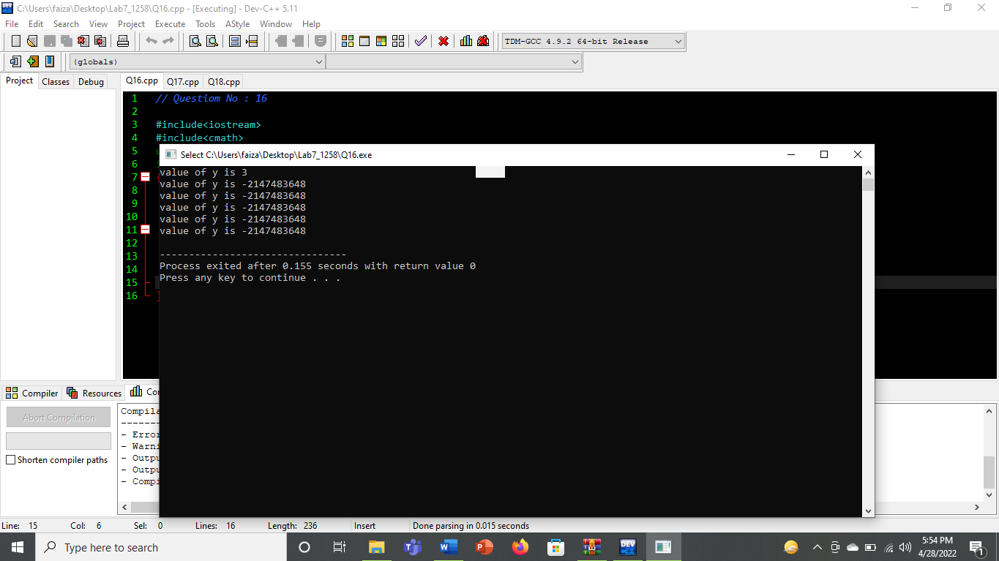 C:\Users\faiza\Desktop\Lab7_1258\Q16.cpp - [Executing] - Dev-C++ 5.11
File Edit Search View Project Execute Tools AStyle Window Help
TDM-GCC 4.9.2 64-bit Release
(globals)
Project Classes Debug
Q16.cpp Q17.cpp Q18.cpp
1 // Questiom No : 16
2
3 #include<iostream>
4 #include<cmath>
5
6
7
8
9
10
11
12
13
14
15
16
Select C:\Users\faiza\Desktop\Lab7_1258\Q16.exe
value of y is 3
value of y is -2147483648
value of y is -2147483648
value of y is -2147483648
value of y is -2147483648
value of y is -2147483648
--------------------------------
Process exited after 0.155 seconds with return value 0
Press any key to continue . . .
Compiler Resources Cor
Abort Compilation
Shorten compiler paths
Compila
-------
- Error
- Warni
- Outpu
- Outpu
- Compi
Line: 15 Col: 6 Sel: 0 Lines: 16 Length: 236 Insert Done parsing in 0.015 seconds
Type here to search
DEV
5:54 PM
4/28/2022
1